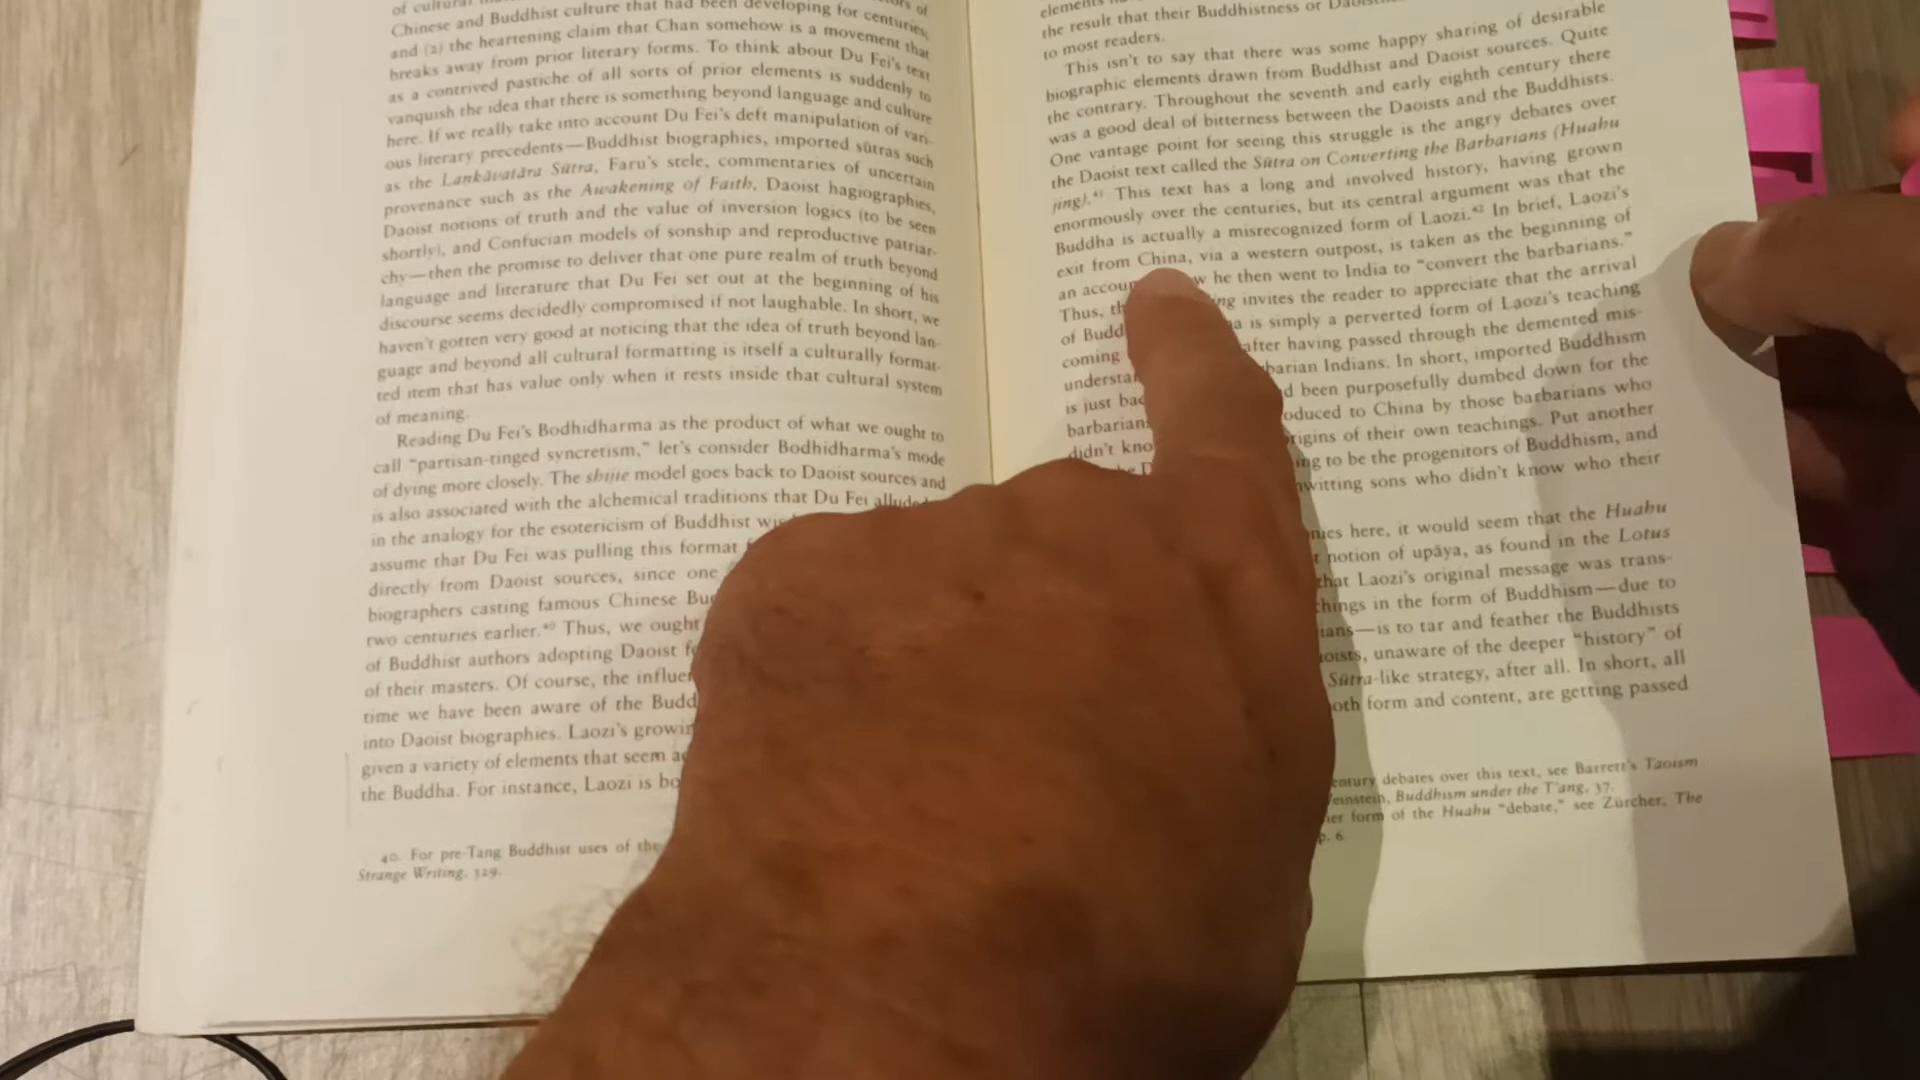 of cultural
Chinese and Buddhist culture that had been developing for centuries;
and (2) the heartening claim that Chan somehow is a movement that
breaks away from prior literary forms. To think about Du Fei's text
as a contrived pastiche of all sorts of prior elements is suddenly to
vanquish the idea that there is something beyond language and culture
here. If we really take into account Du Fei's deft manipulation of vari-
ous literary precedents—Buddhist biographies, imported sūtras such
as the Laṅkāvatāra Sūtra, Faru's stele, commentaries of uncertain
provenance such as the Awakening of Faith, Daoist hagiographies,
Daoist notions of truth and the value of inversion logics (to be seen
shortly), and Confucian models of sonship and reproductive patriar-
chy—then the promise to deliver that one pure realm of truth beyond
language and literature that Du Fei set out at the beginning of his
discourse seems decidedly compromised if not laughable. In short, we
haven't gotten very good at noticing that the idea of truth beyond lan-
guage and beyond all cultural formatting is itself a culturally format-
ted item that has value only when it rests inside that cultural system
of meaning.
Reading Du Fei's Bodhidharma as the product of what we ought to
call "partisan-tinged syncretism," let's consider Bodhidharma's mode
of dying more closely. The shijie model goes back to Daoist sources and
is also associated with the alchemical traditions that Du Fei
in the analogy for the esotericism of Buddhist
assume that Du Fei was pulling this format
directly from Daoist sources, since one
biographers casting famous Chinese
two centuries earlier.40 Thus, we ought
of Buddhist authors adopting Daoist
of their masters. Of course, the
time we have been aware of the
into Daoist biographies. Laozi's
given a variety of elements that seem
the Buddha. For instance, Laozi is
40. For pre-Tang Buddhist uses of the
Strange Writing, 329.
elements
the result that their Buddhistness or
to most readers.
This isn't to say that there was some happy sharing of desirable
biographic elements drawn from Buddhist and Daoist sources. Quite
the contrary. Throughout the seventh and early eighth century there
was a good deal of bitterness between the Daoists and the Buddhists.
One vantage point for seeing this struggle is the angry debates over
the Daoist text called the Sūtra on Converting the Barbarians (Huahu
jing).41 This text has a long and involved history, having grown
enormously over the centuries, but its central argument was that the
Buddha is actually a misrecognized form of Laozi.42 In brief, Laozi's
exit from China, via a western outpost, is taken as the beginning of
an he then went to India to "convert the barbarians."
Thus, invites the reader to appreciate that the arrival
of is simply a perverted form of Laozi's teaching
coming after having passed through the demented mis-
Indians. In short, imported Buddhism
is just been purposefully dumbed down for the
to China by those barbarians who
didn't of their own teachings. Put another
to be the progenitors of Buddhism, and
sons who didn't know who their
here, it would seem that the Huahu
notion of upāya, as found in the Lotus
that Laozi's original message was trans-
in the form of Buddhism—due to
is to tar and feather the Buddhists
unaware of the deeper "history" of
Sūtra-like strategy, after all. In short, all
form and content, are getting passed
debates over this text, see Barrett's Taoism
Buddhism under the T'ang, 37.
form of the Huahu "debate," see Zürcher, The
p. 6.